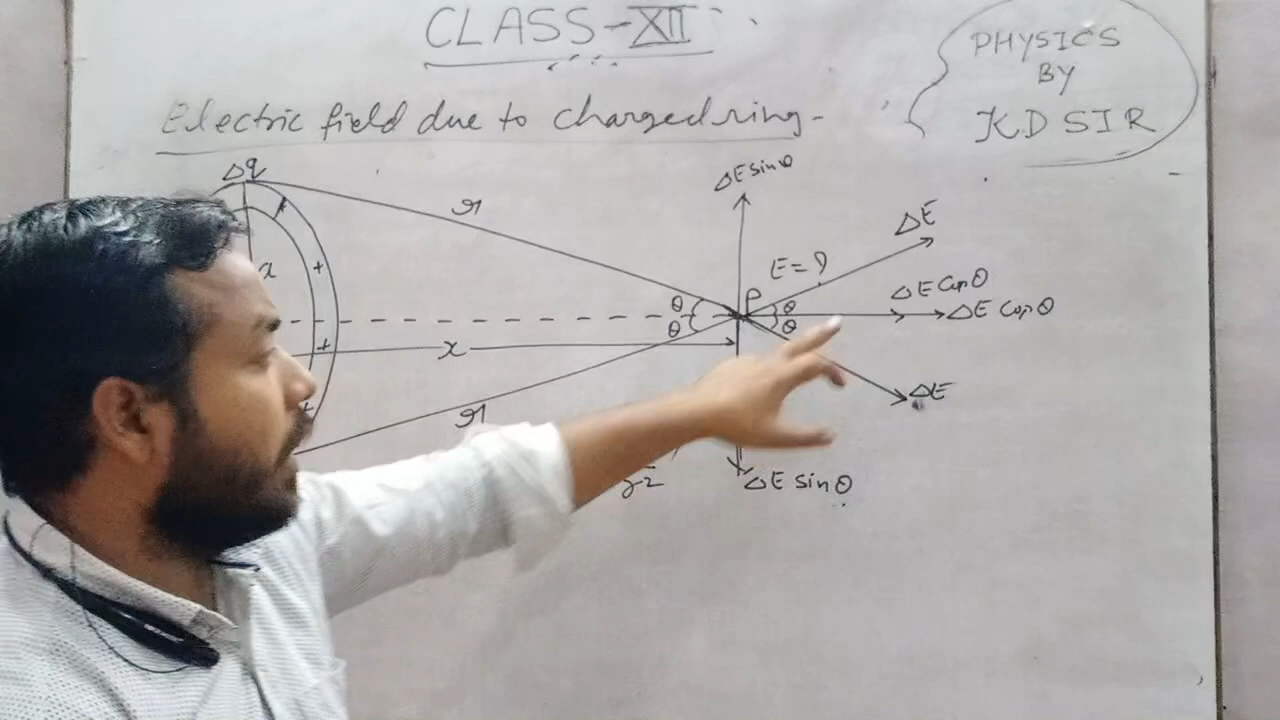 CLASS-XII
PHYSICS
BY
KD SIR
Electric field due to charged ring-
Δq
r
ΔE sinθ
ΔE
a
+
E=?
P
θ
θ
θ
θ
ΔE cosθ
ΔE cosθ
+
x
+
r
ΔE
ΔE sinθ